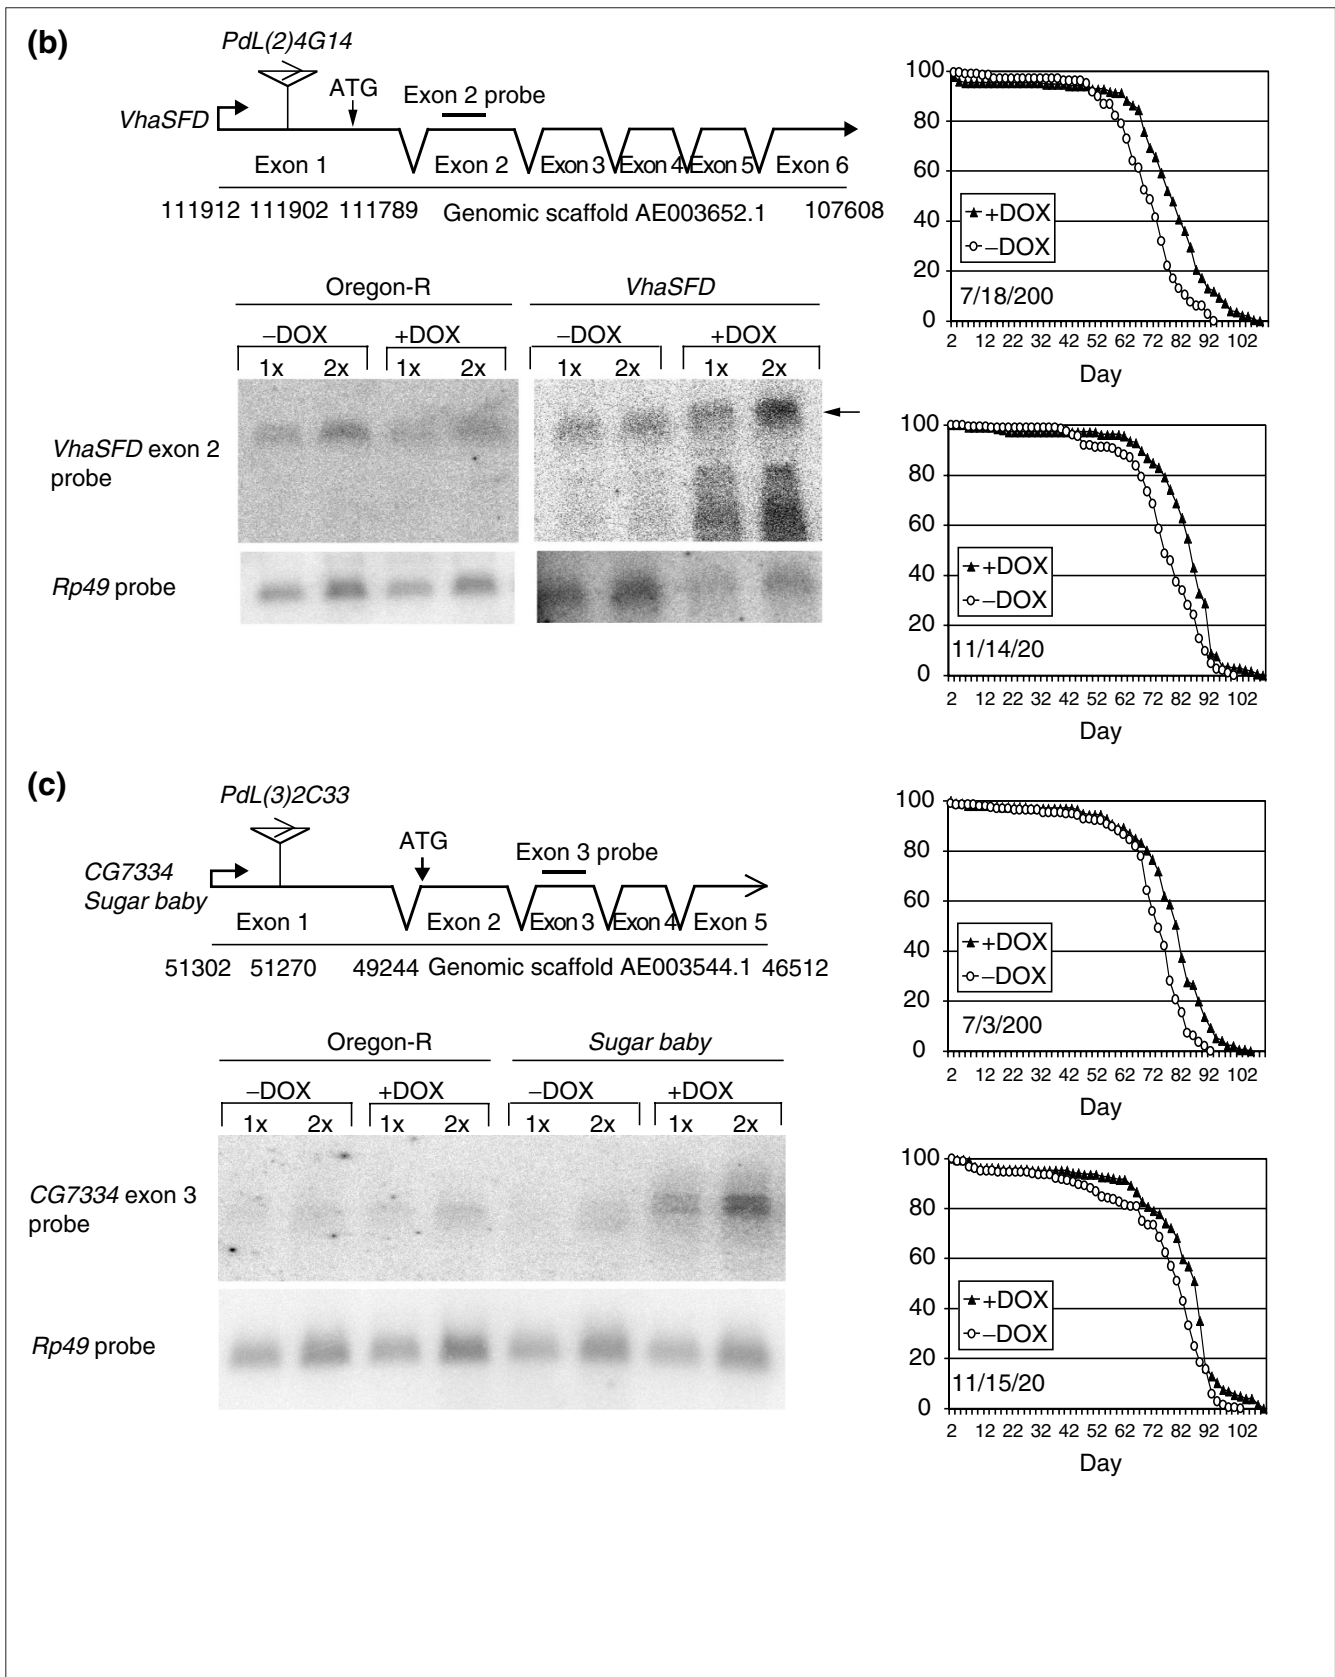 (b)
PdL(2)4G14
ATG
Exon 2 probe
VhaSFD
Exon 1 Exon 2 Exon 3 Exon 4 Exon 5 Exon 6
111912 111902 111789 Genomic scaffold AE003652.1 107608
Oregon-R VhaSFD
–DOX +DOX –DOX +DOX
1x 2x 1x 2x 1x 2x 1x 2x
VhaSFD exon 2
probe
Rp49 probe
100
80
60
40
20
0
+DOX
–DOX
7/18/200
2 12 22 32 42 52 62 72 82 92 102
Day
100
80
60
40
20
0
+DOX
–DOX
11/14/20
2 12 22 32 42 52 62 72 82 92 102
Day
(c)
PdL(3)2C33
ATG
Exon 3 probe
CG7334
Sugar baby
Exon 1 Exon 2 Exon 3 Exon 4 Exon 5
51302 51270 49244 Genomic scaffold AE003544.1 46512
Oregon-R Sugar baby
–DOX +DOX –DOX +DOX
1x 2x 1x 2x 1x 2x 1x 2x
CG7334 exon 3
probe
Rp49 probe
100
80
60
40
20
0
+DOX
–DOX
7/3/200
2 12 22 32 42 52 62 72 82 92 102
Day
100
80
60
40
20
0
+DOX
–DOX
11/15/20
2 12 22 32 42 52 62 72 82 92 102
Day